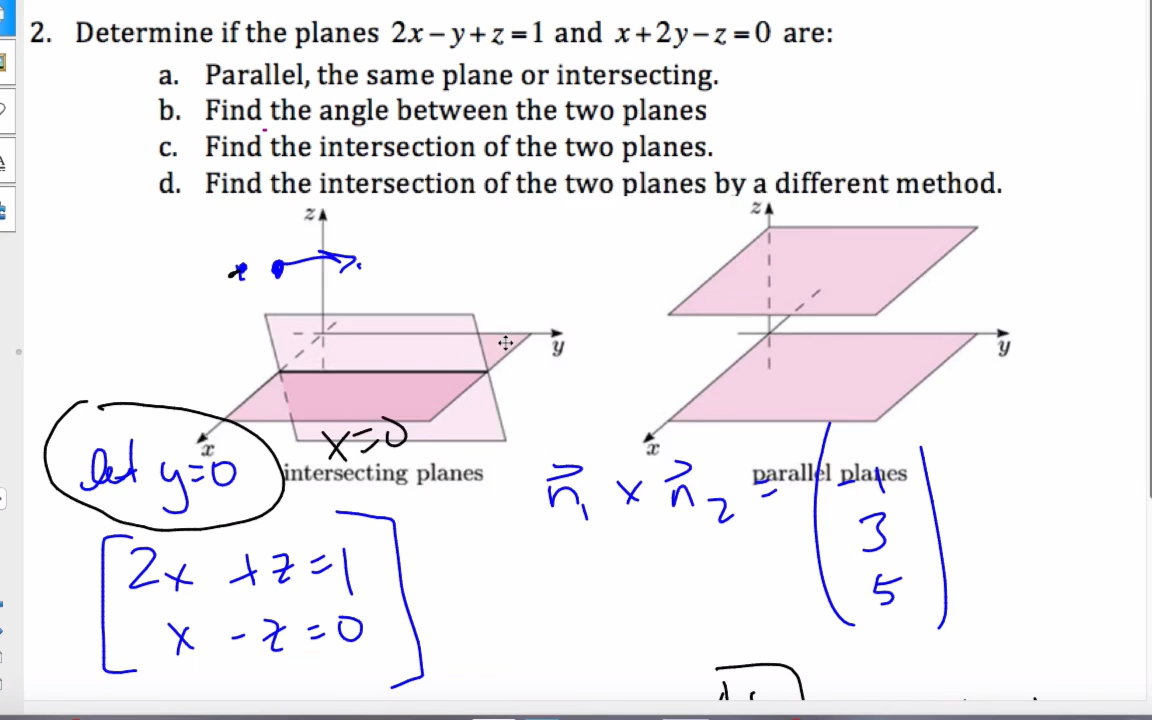 2. Determine if the planes 2x−y+z=1 and x+2y−z=0 are:
a. Parallel, the same plane or intersecting.
b. Find the angle between the two planes
c. Find the intersection of the two planes.
d. Find the intersection of the two planes by a different method.
z
z
y
y
x
x
x=0
let y=0
intersecting planes
parallel planes
n⃗₁ × n⃗₂ =
-1
3
5
2x +z=1
x -z=0